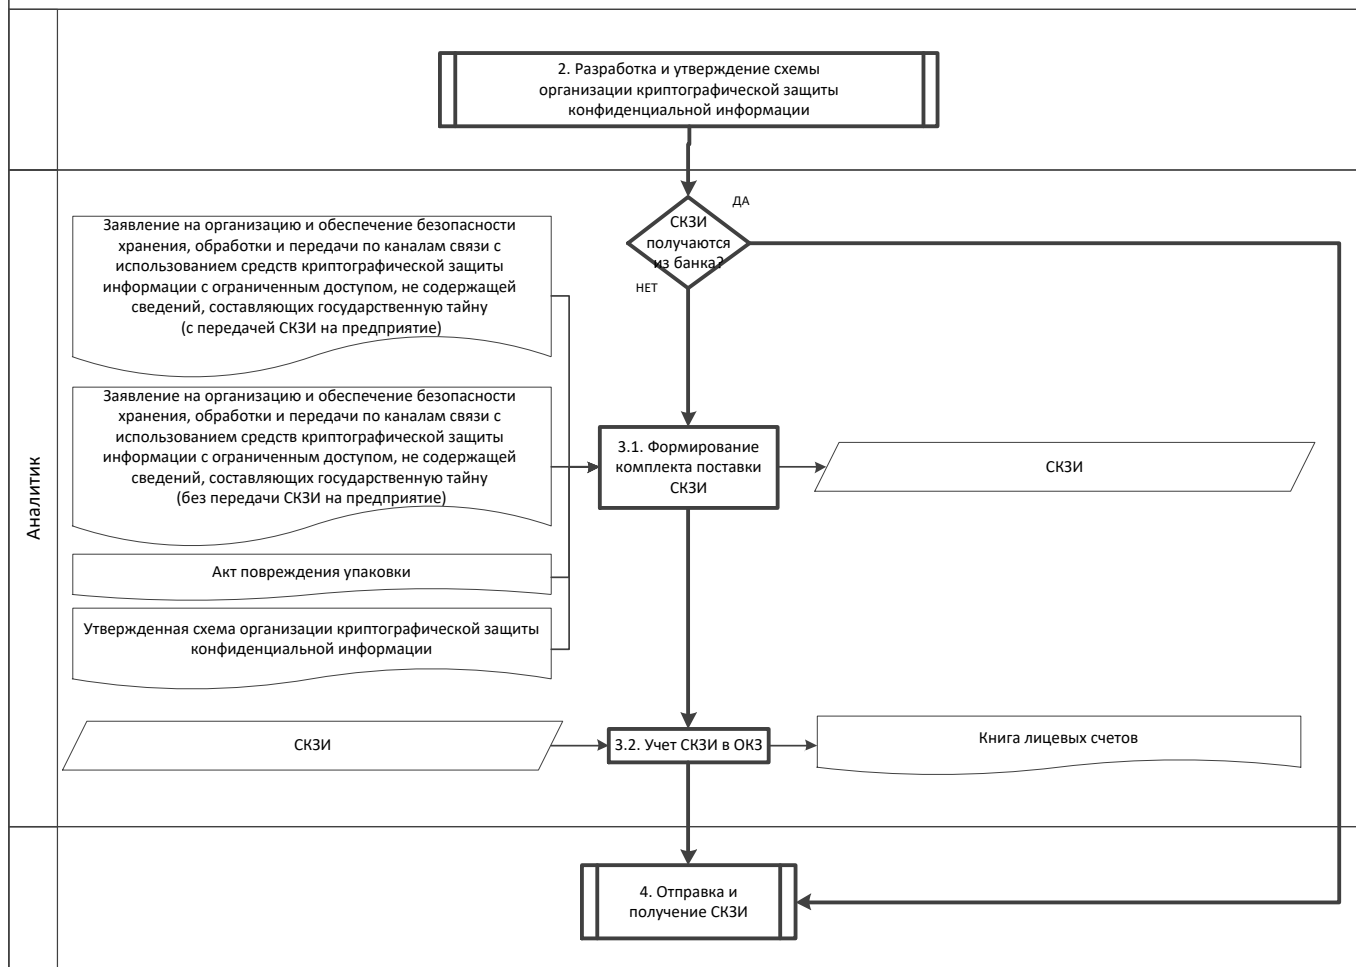 2. Разработка и утверждение схемы
организации криптографической защиты
конфиденциальной информации
Аналитик
СКЗИ
получаются
из банка?
ДА
НЕТ
Заявление на организацию и обеспечение безопасности
хранения, обработки и передачи по каналам связи с
использованием средств криптографической защиты
информации с ограниченным доступом, не содержащей
сведений, составляющих государственную тайну
(с передачей СКЗИ на предприятие)
Заявление на организацию и обеспечение безопасности
хранения, обработки и передачи по каналам связи с
использованием средств криптографической защиты
информации с ограниченным доступом, не содержащей
сведений, составляющих государственную тайну
(без передачи СКЗИ на предприятие)
Акт повреждения упаковки
Утвержденная схема организации криптографической защиты
конфиденциальной информации
3.1. Формирование
комплекта поставки
СКЗИ
СКЗИ
СКЗИ
3.2. Учет СКЗИ в ОКЗ
Книга лицевых счетов
4. Отправка и
получение СКЗИ